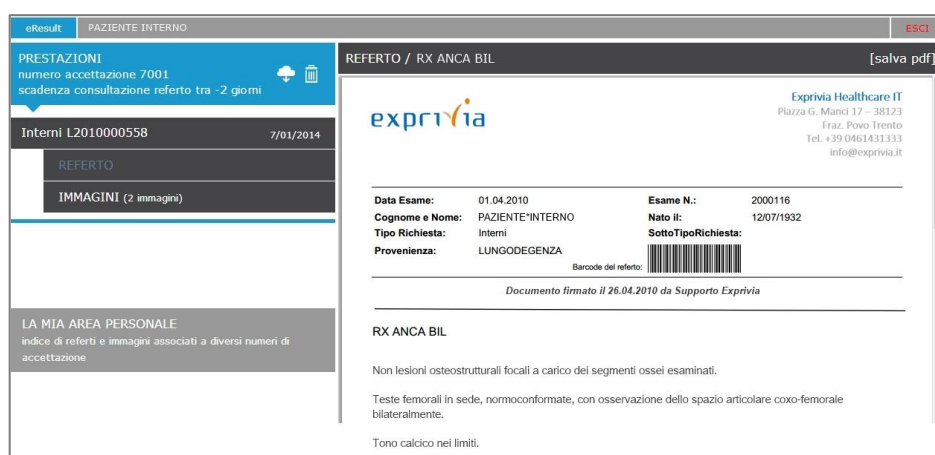 eResult PAZIENTE INTERNO ESCI
PRESTAZIONI
numero accettazione 7001
scadenza consultazione referto tra -2 giorni
Interni L2010000558 7/01/2014
REFERTO
IMMAGINI (2 immagini)
LA MIA AREA PERSONALE
indice di referti e immagini associati a diversi numeri di
accettazione
REFERTO / RX ANCA BIL [salva pdf]
exprivia
Exprivia Healthcare IT
Piazza G. Manci 17 – 38123
Fraz. Povo Trento
Tel. +39 0461431333
info@exprivia.it
Data Esame: 01.04.2010 Esame N.: 2000116
Cognome e Nome: PAZIENTE*INTERNO Nato il: 12/07/1932
Tipo Richiesta: Interni SottoTipoRichiesta:
Provenienza: LUNGODEGENZA
Barcode del referto:
Documento firmato il 26.04.2010 da Supporto Exprivia
RX ANCA BIL
Non lesioni osteostrutturali focali a carico dei segmenti ossei esaminati.
Teste femorali in sede, normoconformate, con osservazione dello spazio articolare coxo-femorale
bilateralmente.
Tono calcico nei limiti.